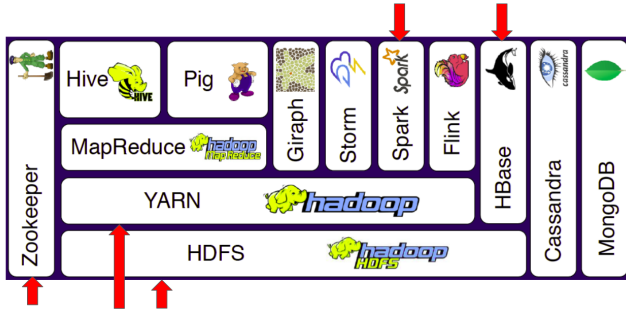 Zookeeper
Hive
HIVE
Pig
MapReduce
hadoop
MapReduce
Giraph
Storm
Spark
Spark
Flink
HBase
cassandra
Cassandra
MongoDB
YARN
hadoop
HDFS
hadoop
HDFS